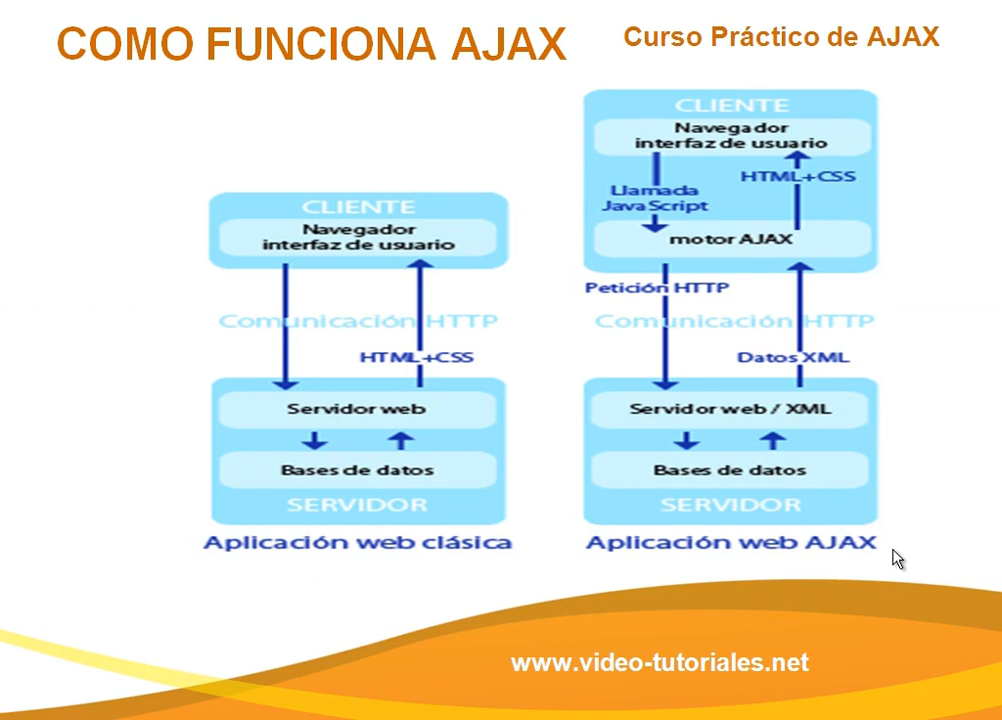 COMO FUNCIONA AJAX
Curso Práctico de AJAX
CLIENTE
Navegador
interfaz de usuario
Comunicación HTTP
HTML+CSS
Servidor web
Bases de datos
SERVIDOR
Aplicación web clásica
CLIENTE
Navegador
interfaz de usuario
Llamada
JavaScript
HTML+CSS
motor AJAX
Petición HTTP
Comunicación HTTP
Datos XML
Servidor web / XML
Bases de datos
SERVIDOR
Aplicación web AJAX
www.video-tutoriales.net